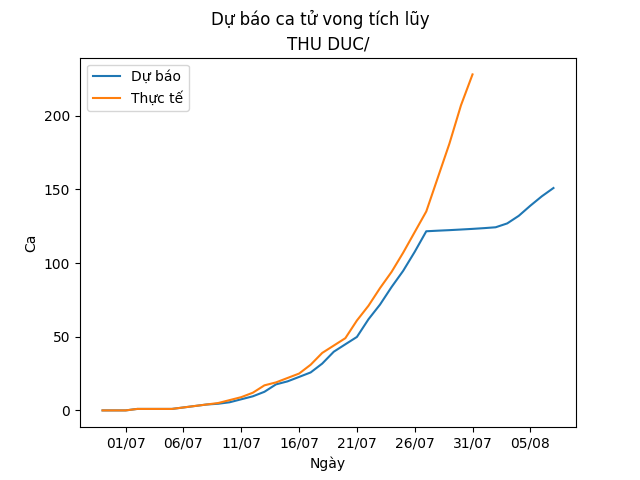 Dự báo ca tử vong tích lũy
THU DUC/
Dự báo
Thực tế
200
150
100
50
0
Ca
01/07 06/07 11/07 16/07 21/07 26/07 31/07 05/08
Ngày